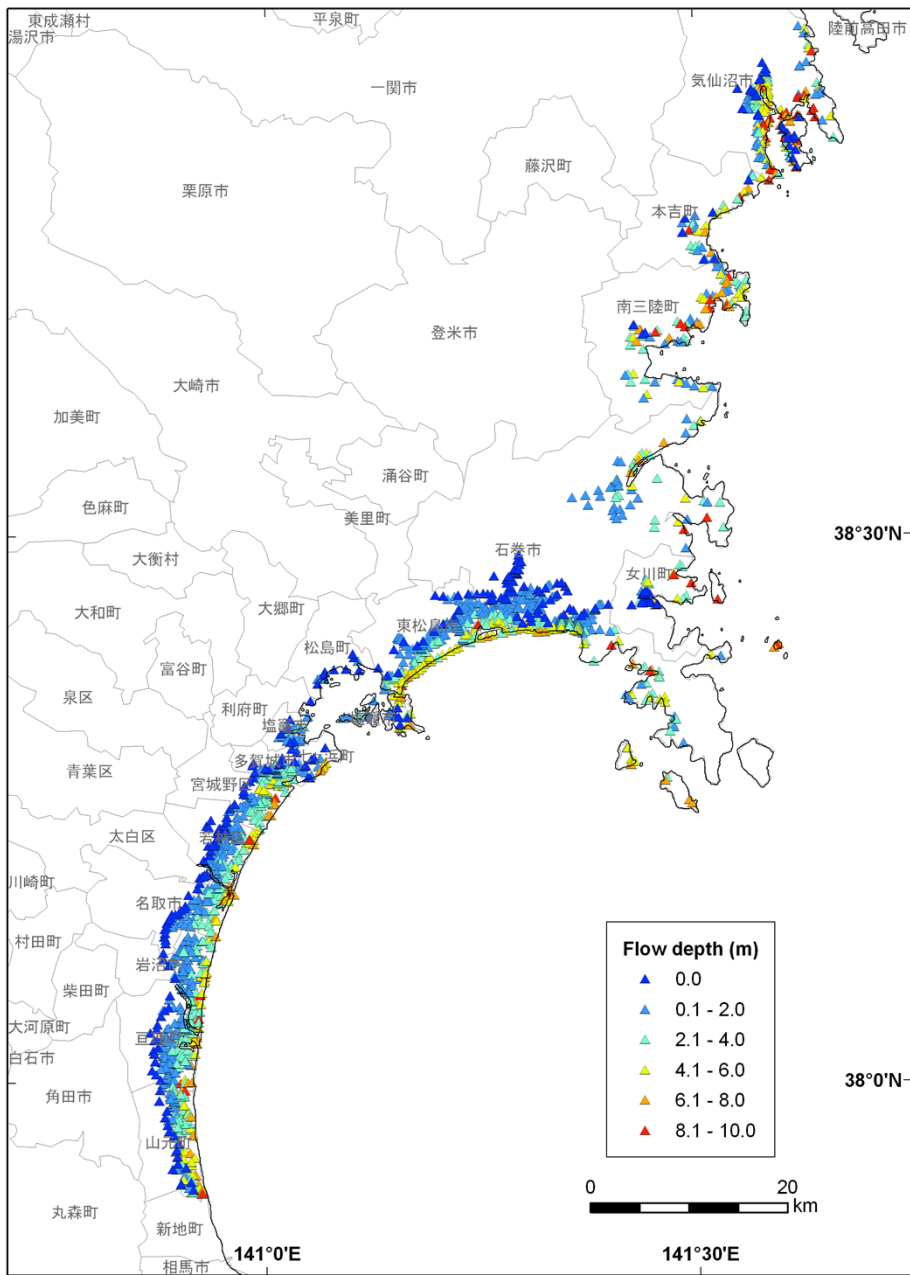 東成瀬村
平泉町
陸前高田市
湯沢市
一関市
気仙沼市
藤沢町
栗原市
本吉町
南三陸町
登米市
大崎市
加美町
涌谷町
色麻町
美里町
38°30'N
大衡村
石巻市
女川町
大和町
大郷町
東松島
松島町
富谷町
泉区
利府町
塩竈
多賀城市
浜町
青葉区
宮城野区
太白区
川崎町
名取市
村田町
岩沼
柴田町
大河原町
白石市
38°0'N
角田市
山元町
丸森町
新地町
相馬市
141°0'E
141°30'E
Flow depth (m)
0.0
0.1 - 2.0
2.1 - 4.0
4.1 - 6.0
6.1 - 8.0
8.1 - 10.0
0 20
km